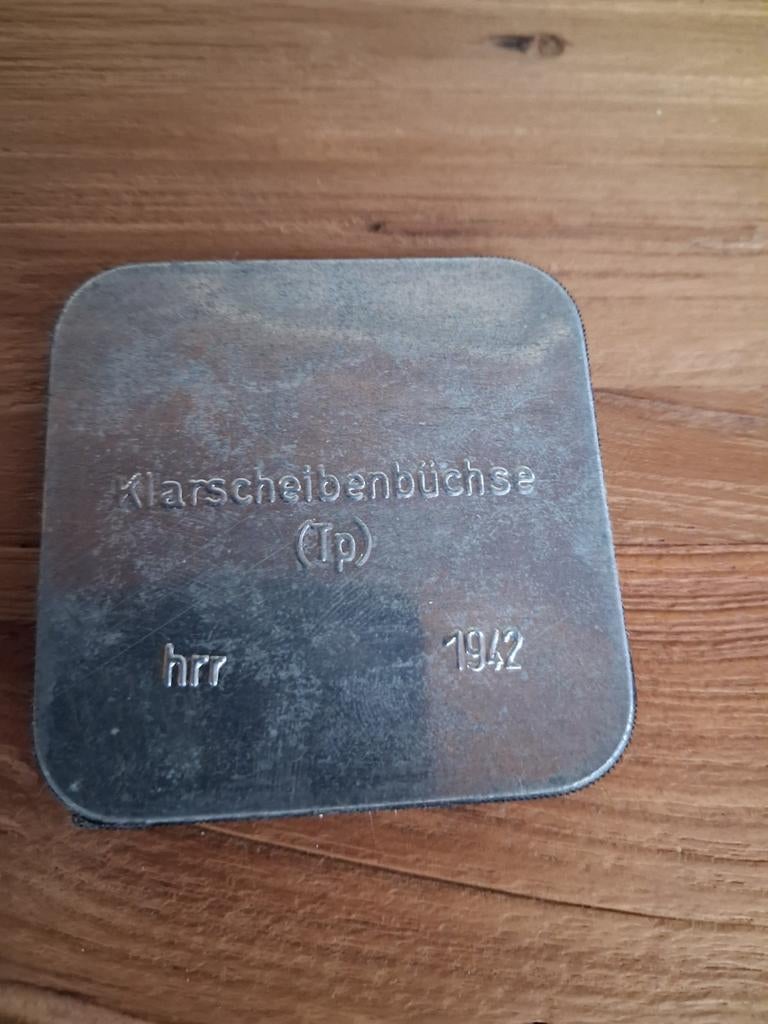 Klarscheibenbüchse
(Tp)
hrr 1942